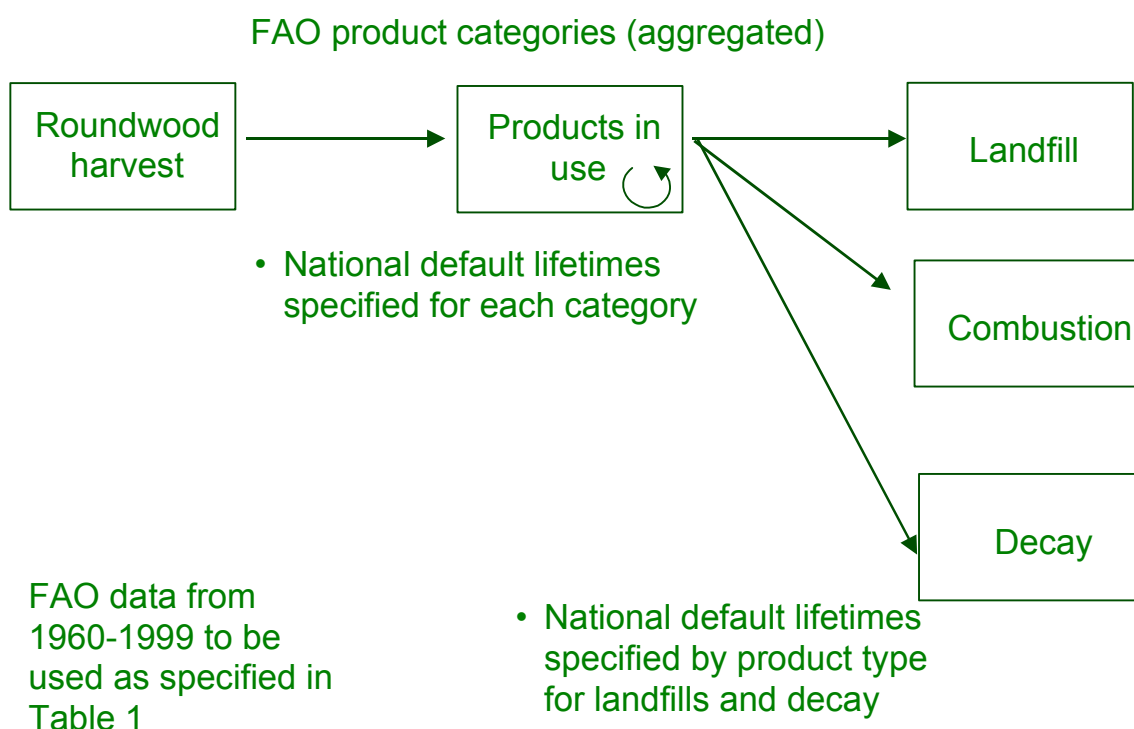 FAO product categories (aggregated)
Roundwood
harvest
Products in
use
Landfill
• National default lifetimes
specified for each category
Combustion
Decay
FAO data from
1960-1999 to be
used as specified in
Table 1
• National default lifetimes
specified by product type
for landfills and decay